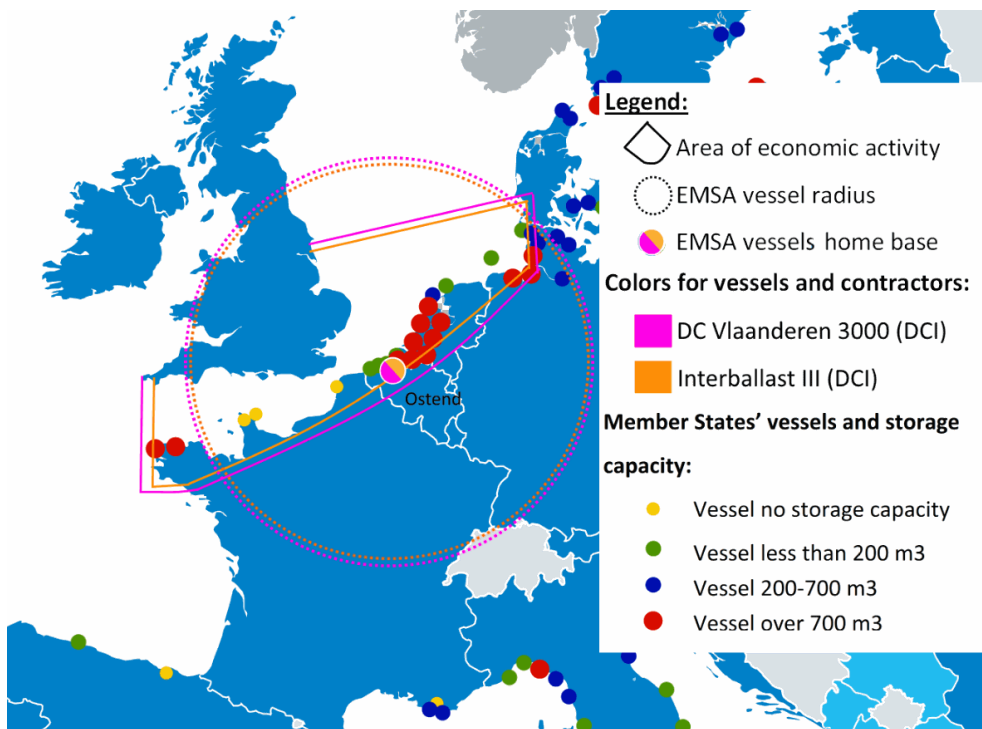 Legend:
Area of economic activity
EMSA vessel radius
EMSA vessels home base
Colors for vessels and contractors:
DC Vlaanderen 3000 (DCI)
Interballast III (DCI)
Member States’ vessels and storage
capacity:
Vessel no storage capacity
Vessel less than 200 m3
Vessel 200-700 m3
Vessel over 700 m3
Ostend